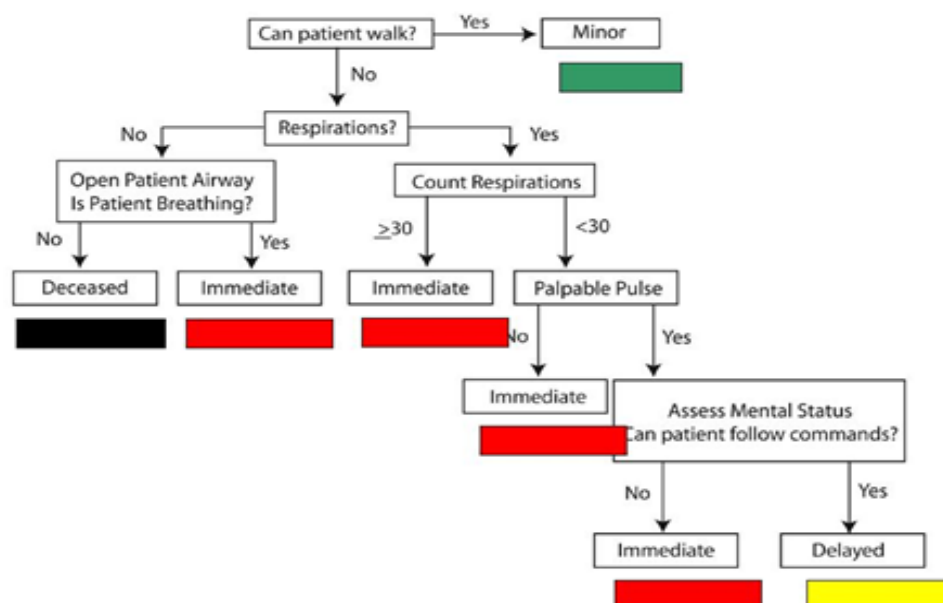 Can patient walk?
Yes
Minor
No
Respirations?
No
Yes
Open Patient Airway
Is Patient Breathing?
Count Respirations
No
Yes
≥30
<30
Deceased
Immediate
Immediate
Palpable Pulse
No
Yes
Immediate
Assess Mental Status
Can patient follow commands?
No
Yes
Immediate
Delayed